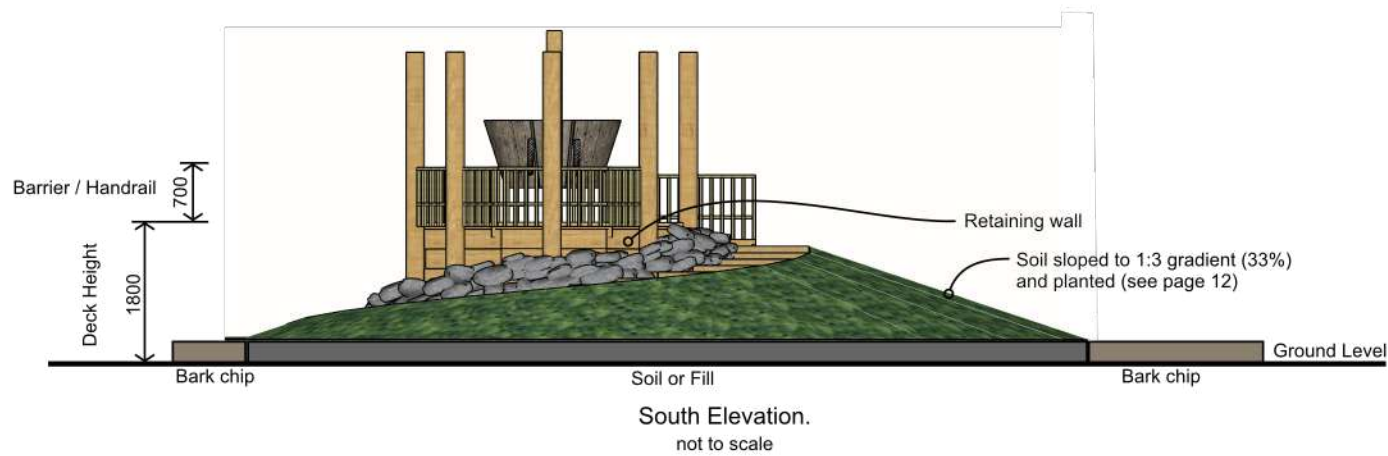 Barrier / Handrail
700
Deck Height
1800
Retaining wall
Soil sloped to 1:3 gradient (33%)
and planted (see page 12)
Ground Level
Bark chip
Soil or Fill
Bark chip
South Elevation.
not to scale